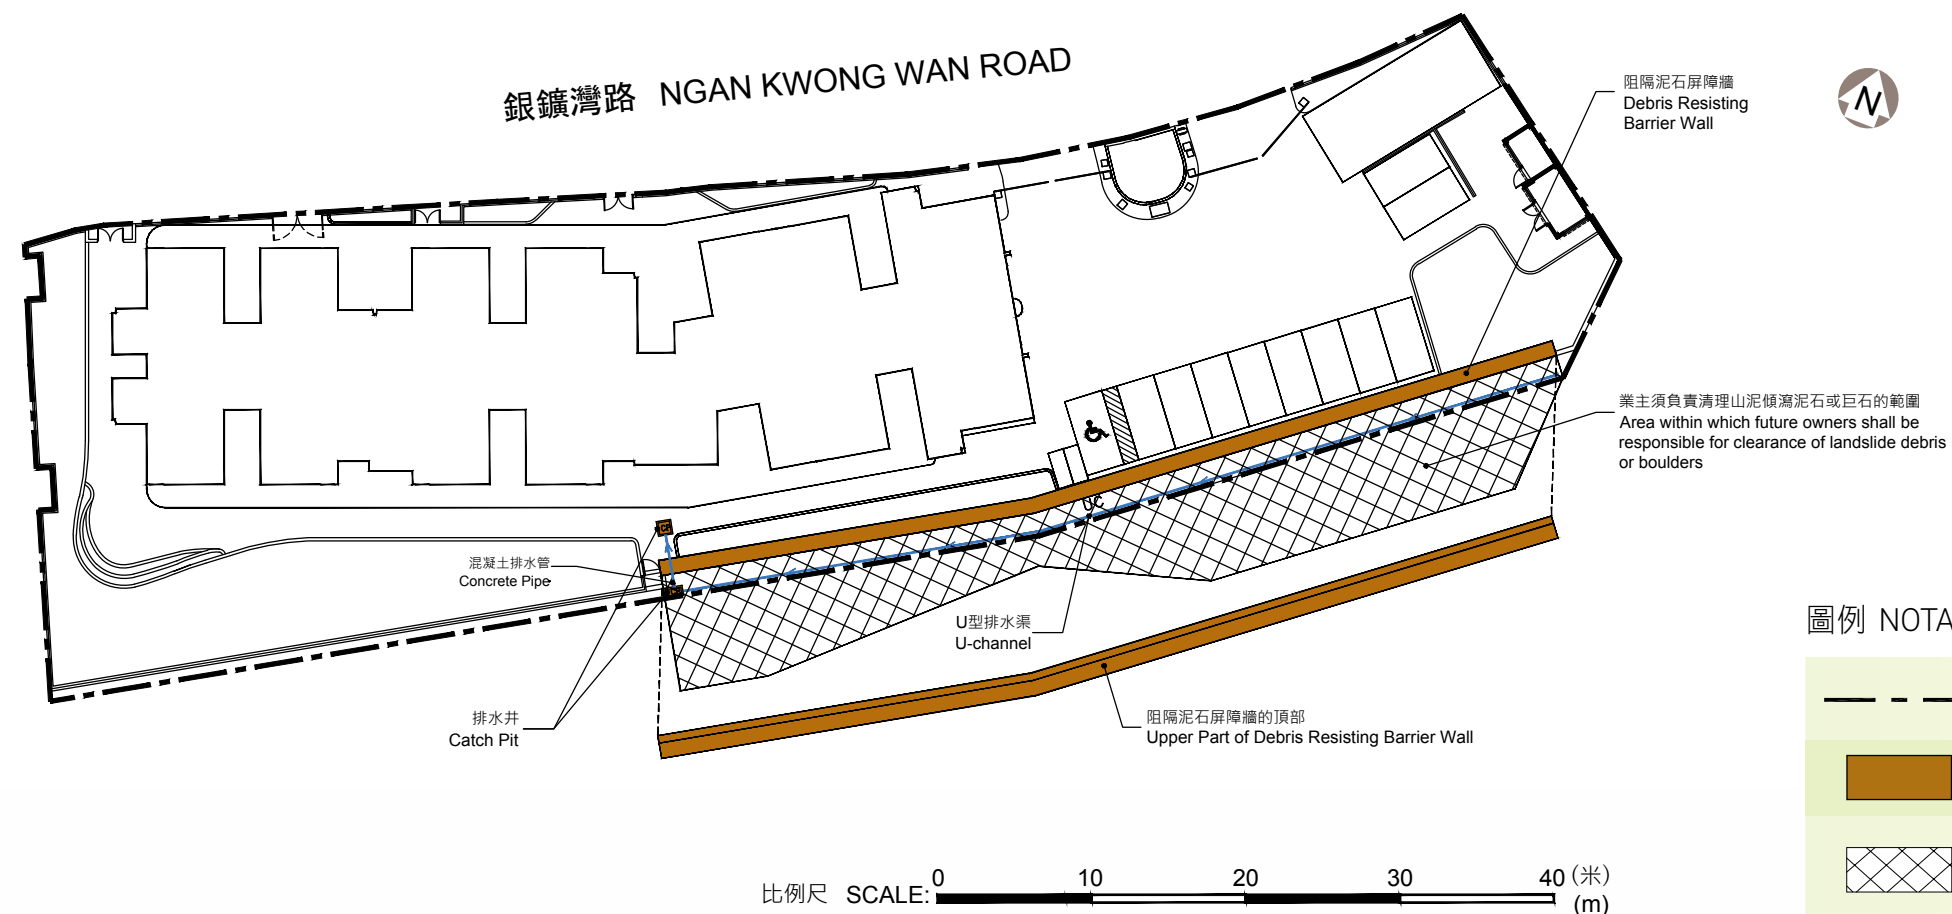 銀鑛灣路 NGAN KWONG WAN ROAD
阻隔泥石屏障牆
Debris Resisting
Barrier Wall
N
業主須負責清理山泥傾瀉泥石或巨石的範圍
Area within which future owners shall be
responsible for clearance of landslide debris
or boulders
CP
混凝土排水管
Concrete Pipe
CP
UC
U型排水渠
U-channel
排水井
Catch Pit
阻隔泥石屏障牆的頂部
Upper Part of Debris Resisting Barrier Wall
圖例 NOTA
比例尺 SCALE: 0 10 20 30 40 (米)
(m)